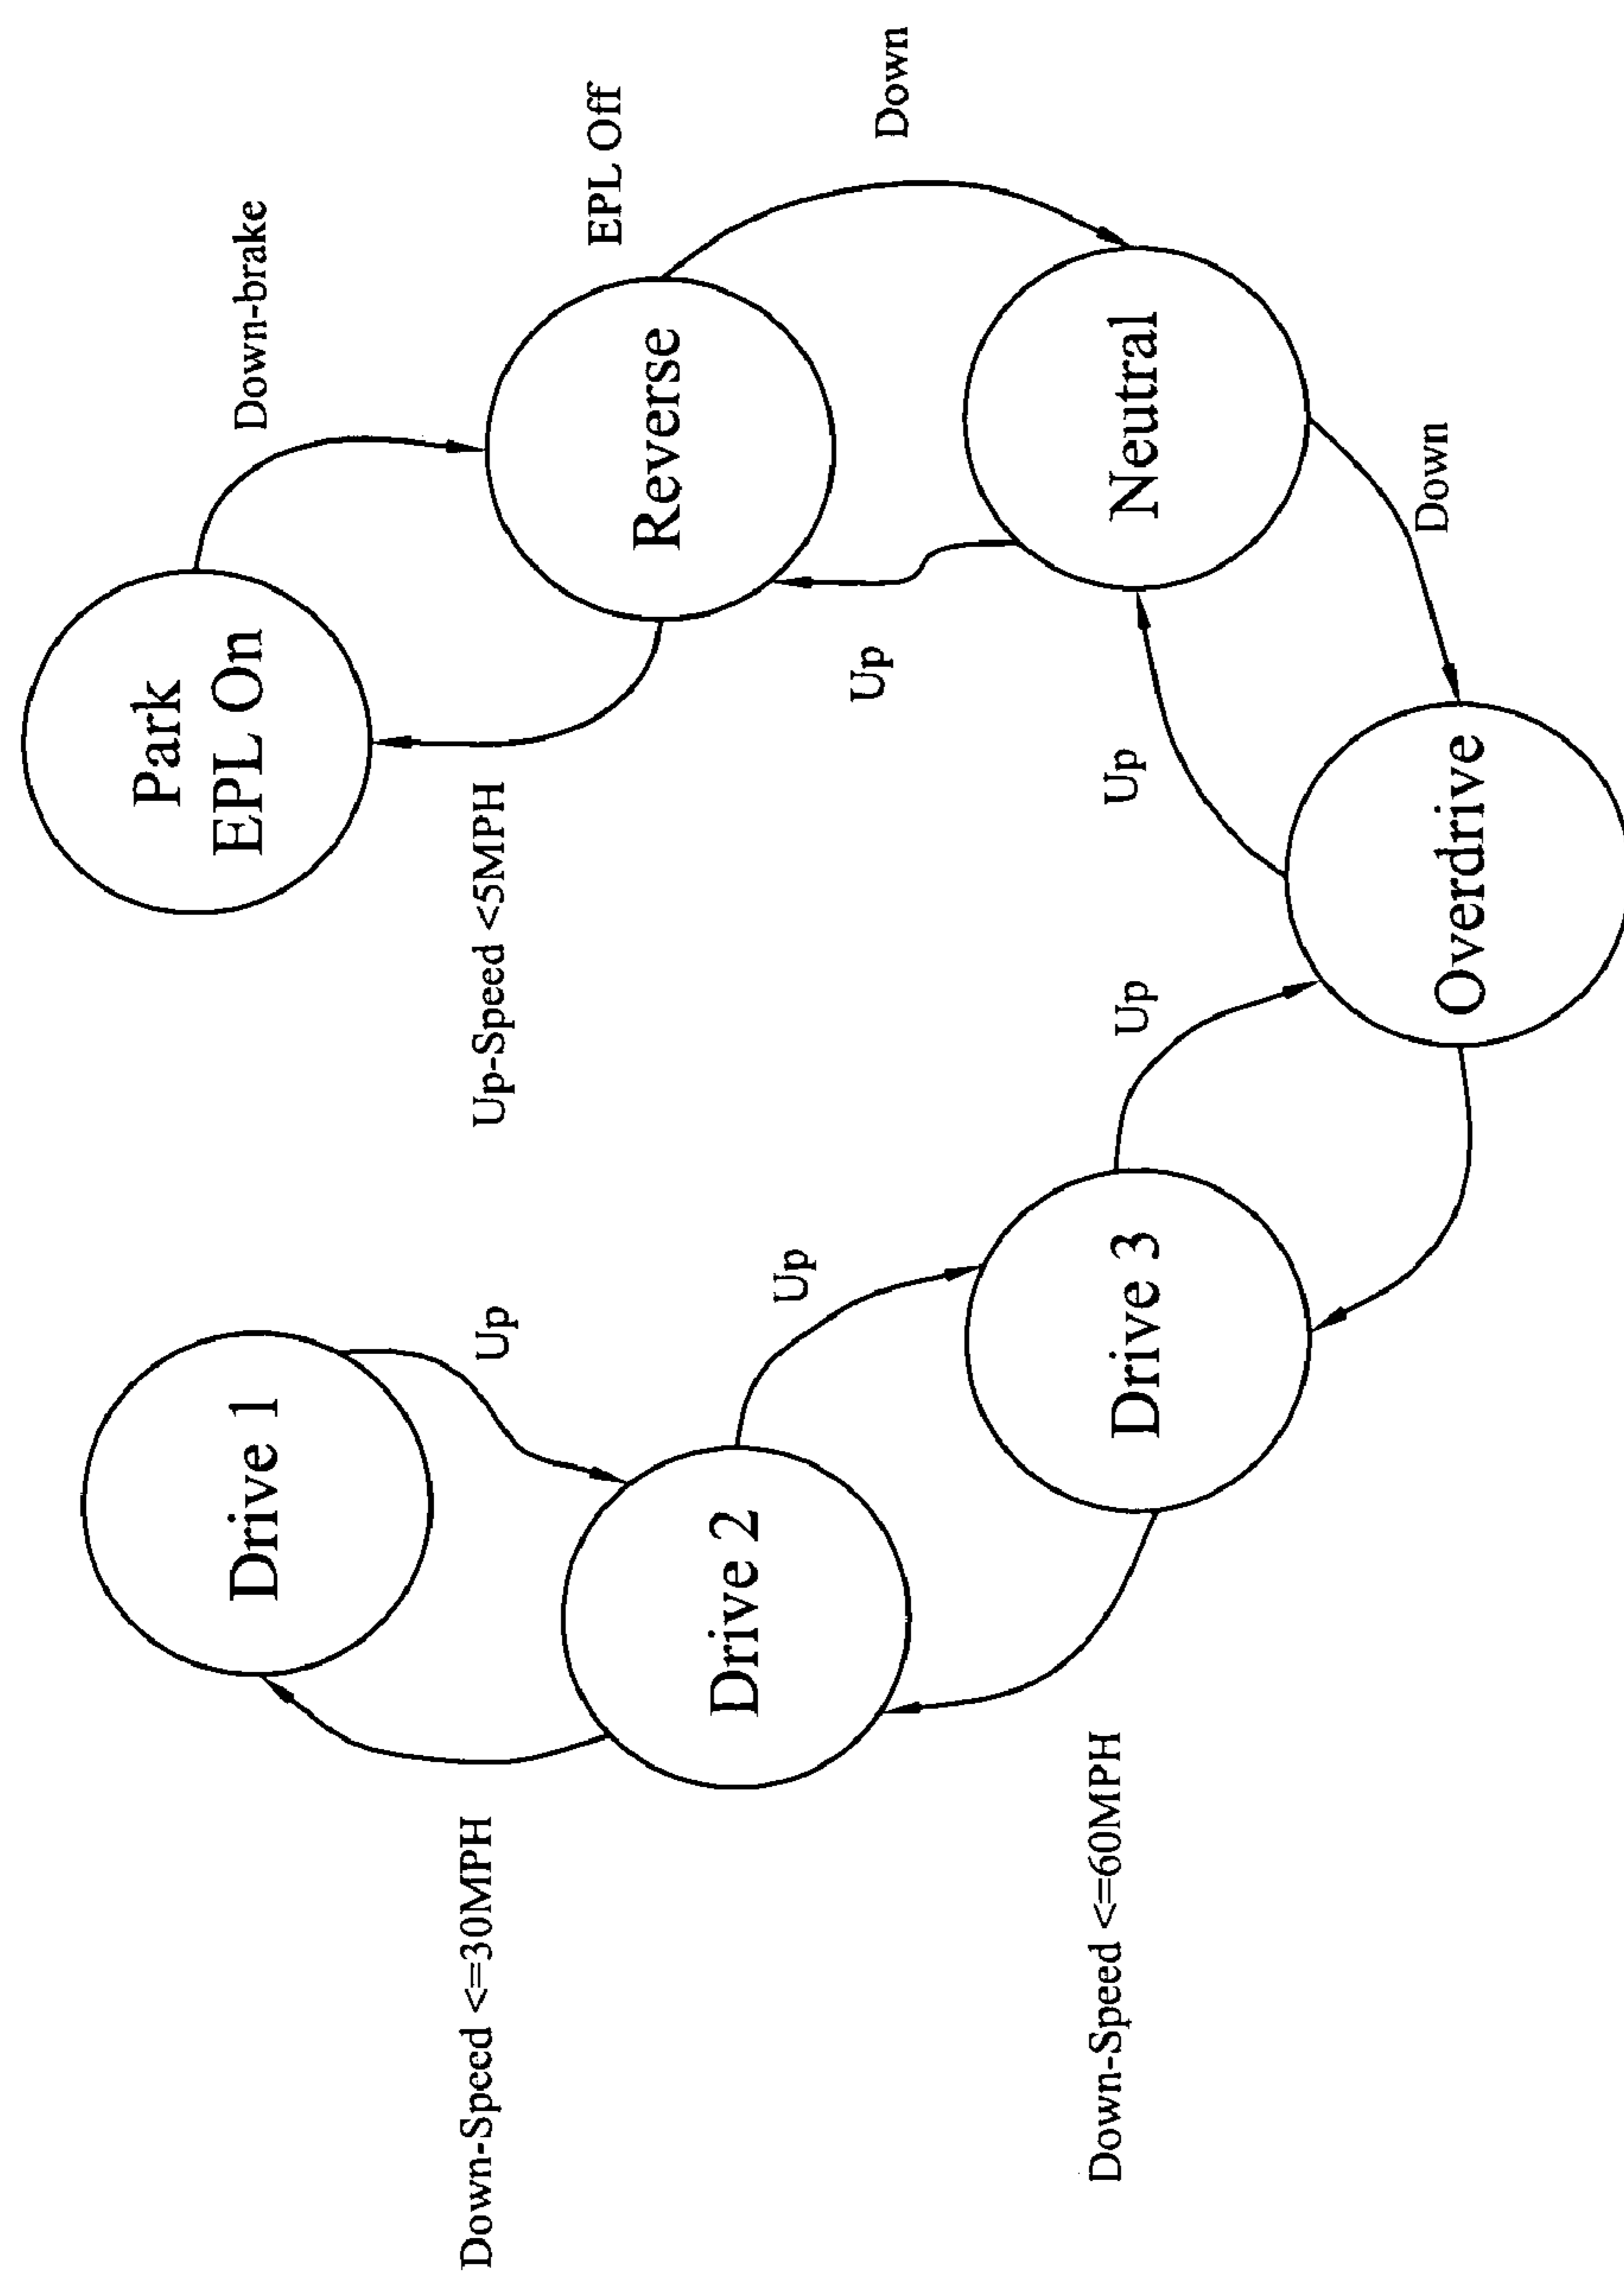 Park
EPL On
Down-brake
Reverse
EPL Off
Down
Neutral
Up-Speed <5MPH
Up
Up
Down
Overdrive
Up
Drive 3
Up
Drive 2
Up
Drive 1
Down-Speed <=30MPH
Down-Speed <=60MPH